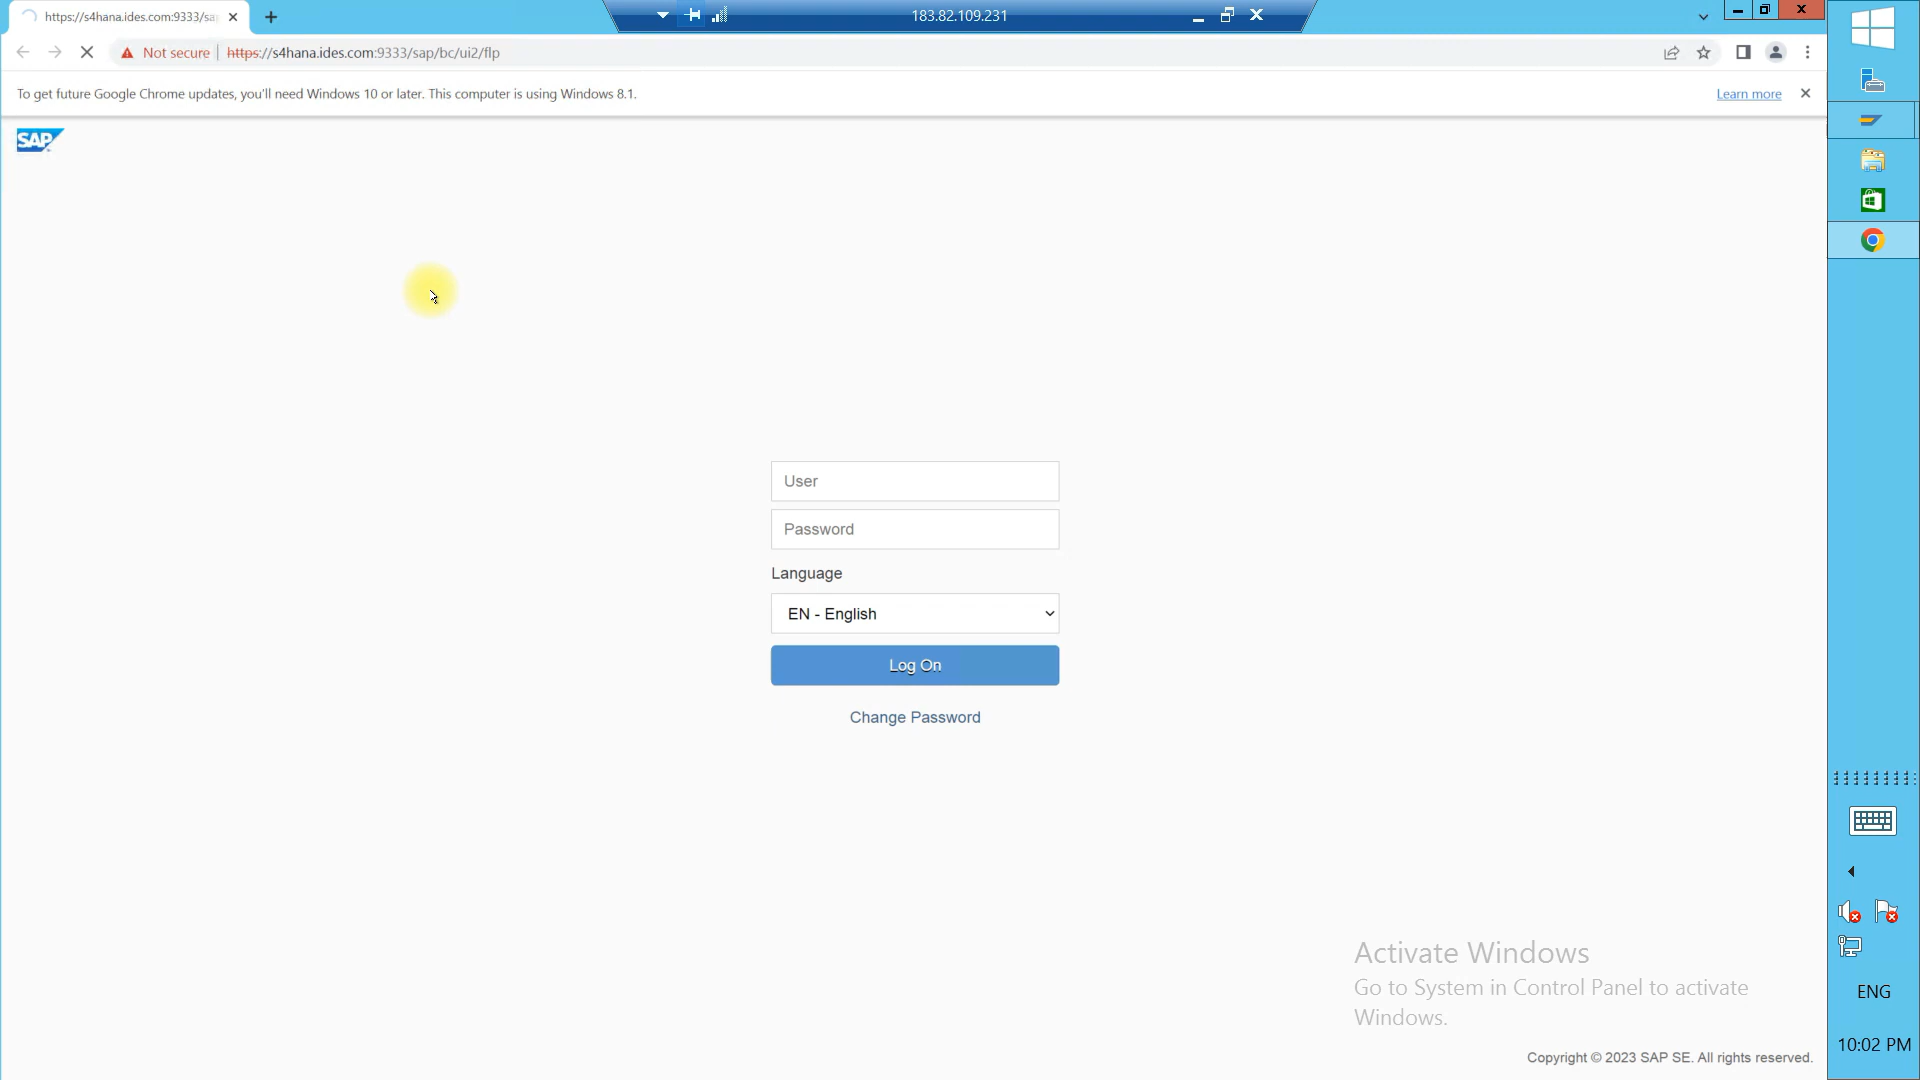 https://s4hana.ides.com:9333/sa
183.82.109.231
Not secure
https://s4hana.ides.com:9333/sap/bc/ui2/flp
To get future Google Chrome updates, you'll need Windows 10 or later. This computer is using Windows 8.1.
Learn more
SAP
User
Password
Language
EN - English
Log On
Change Password
Activate Windows
Go to System in Control Panel to activate
Windows.
Copyright © 2023 SAP SE. All rights reserved.
ENG
10:02 PM